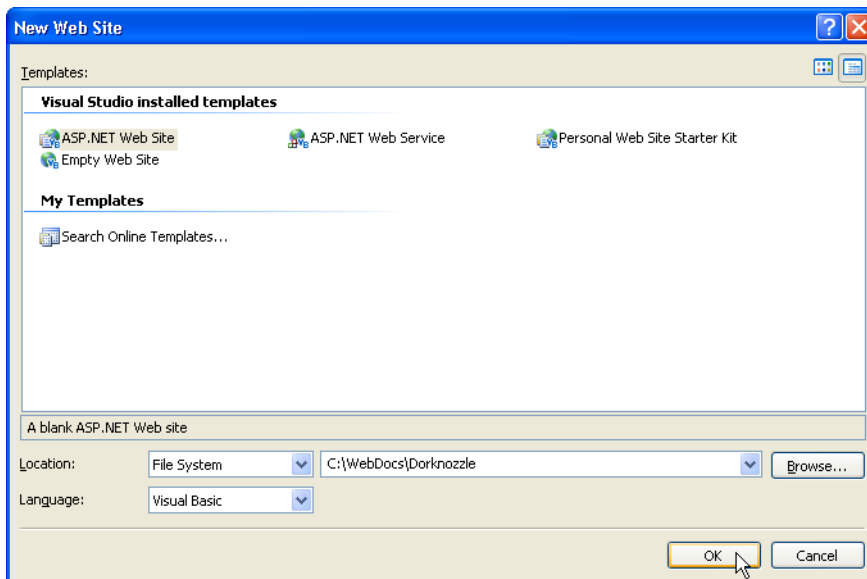 New Web Site
Templates:
Visual Studio installed templates
ASP.NET Web Site ASP.NET Web Service Personal Web Site Starter Kit
Empty Web Site
My Templates
Search Online Templates...
A blank ASP.NET Web site
Location: File System C:\WebDocs\Dorknozzle Browse...
Language: Visual Basic
OK Cancel